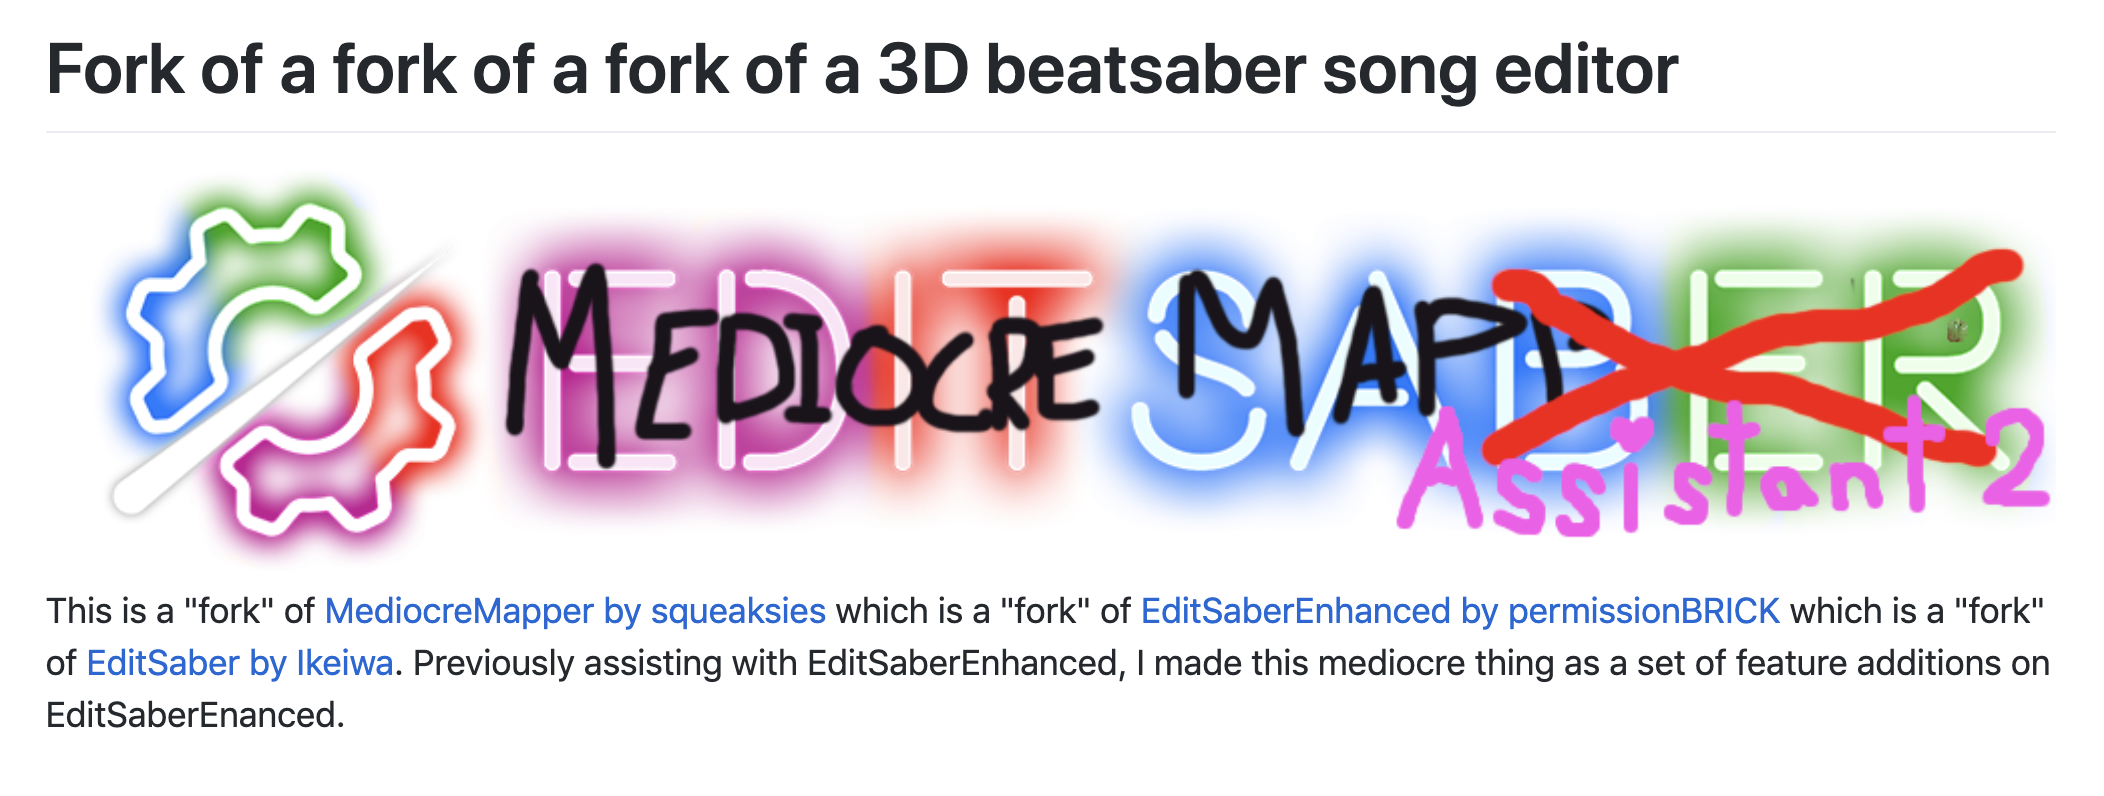 Fork of a fork of a fork of a 3D beatsaber song editor
EDIT SABER
MEDIOCRE MAPP
Assistant 2
This is a "fork" of MediocreMapper by squeaksies which is a "fork" of EditSaberEnhanced by permissionBRICK which is a "fork"
of EditSaber by Ikeiwa. Previously assisting with EditSaberEnhanced, I made this mediocre thing as a set of feature additions on
EditSaberEnanced.